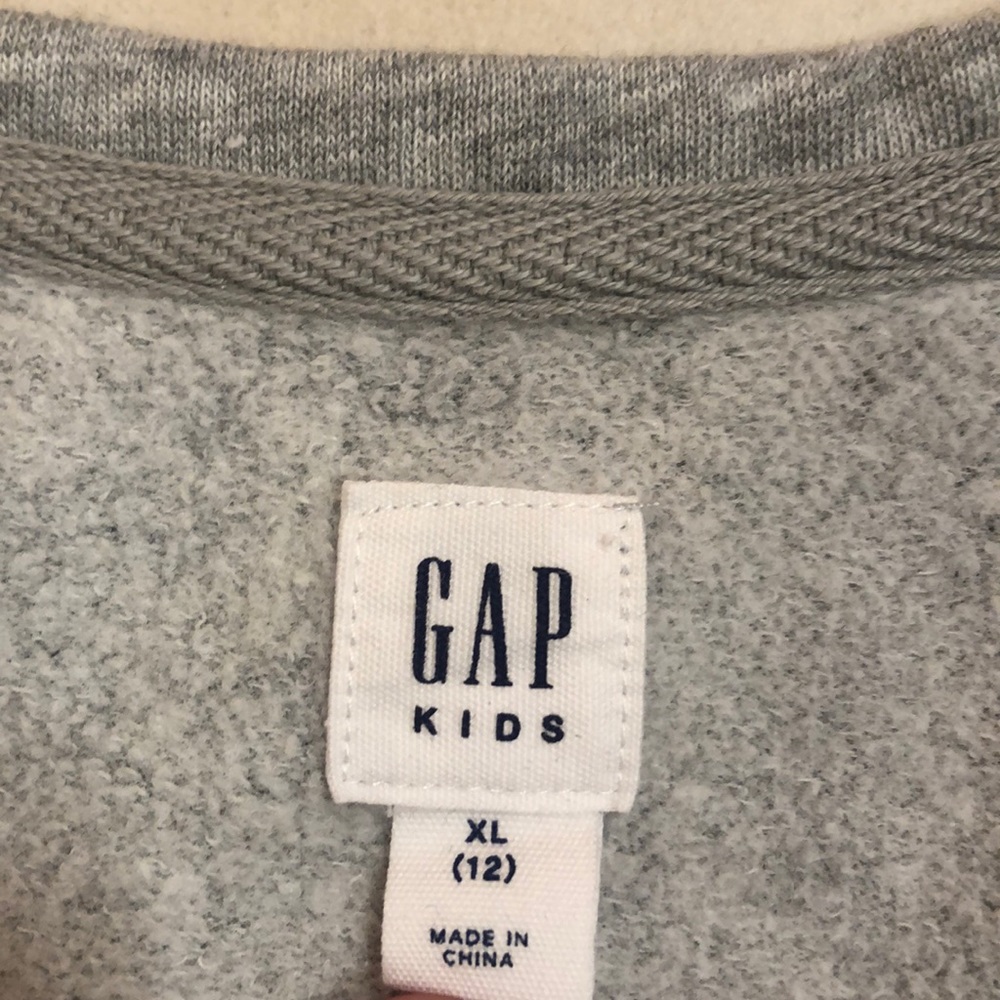 GAP
KIDS
XL
(12)
MADE IN
CHINA